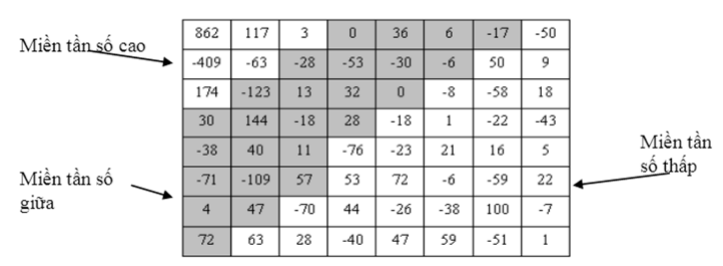 862 117 3 0 36 6 -17 -50
Miền tần số cao
-409 -63 -28 -53 -30 -6 50 9
174 -123 13 32 0 -8 -58 18
30 144 -18 28 -18 1 -22 -43
-38 40 11 -76 -23 21 16 5
Miền tần
số thấp
Miền tần số
giữa
-71 -109 57 53 72 -6 -59 22
4 47 -70 44 -26 -38 100 -7
72 63 28 -40 47 59 -51 1